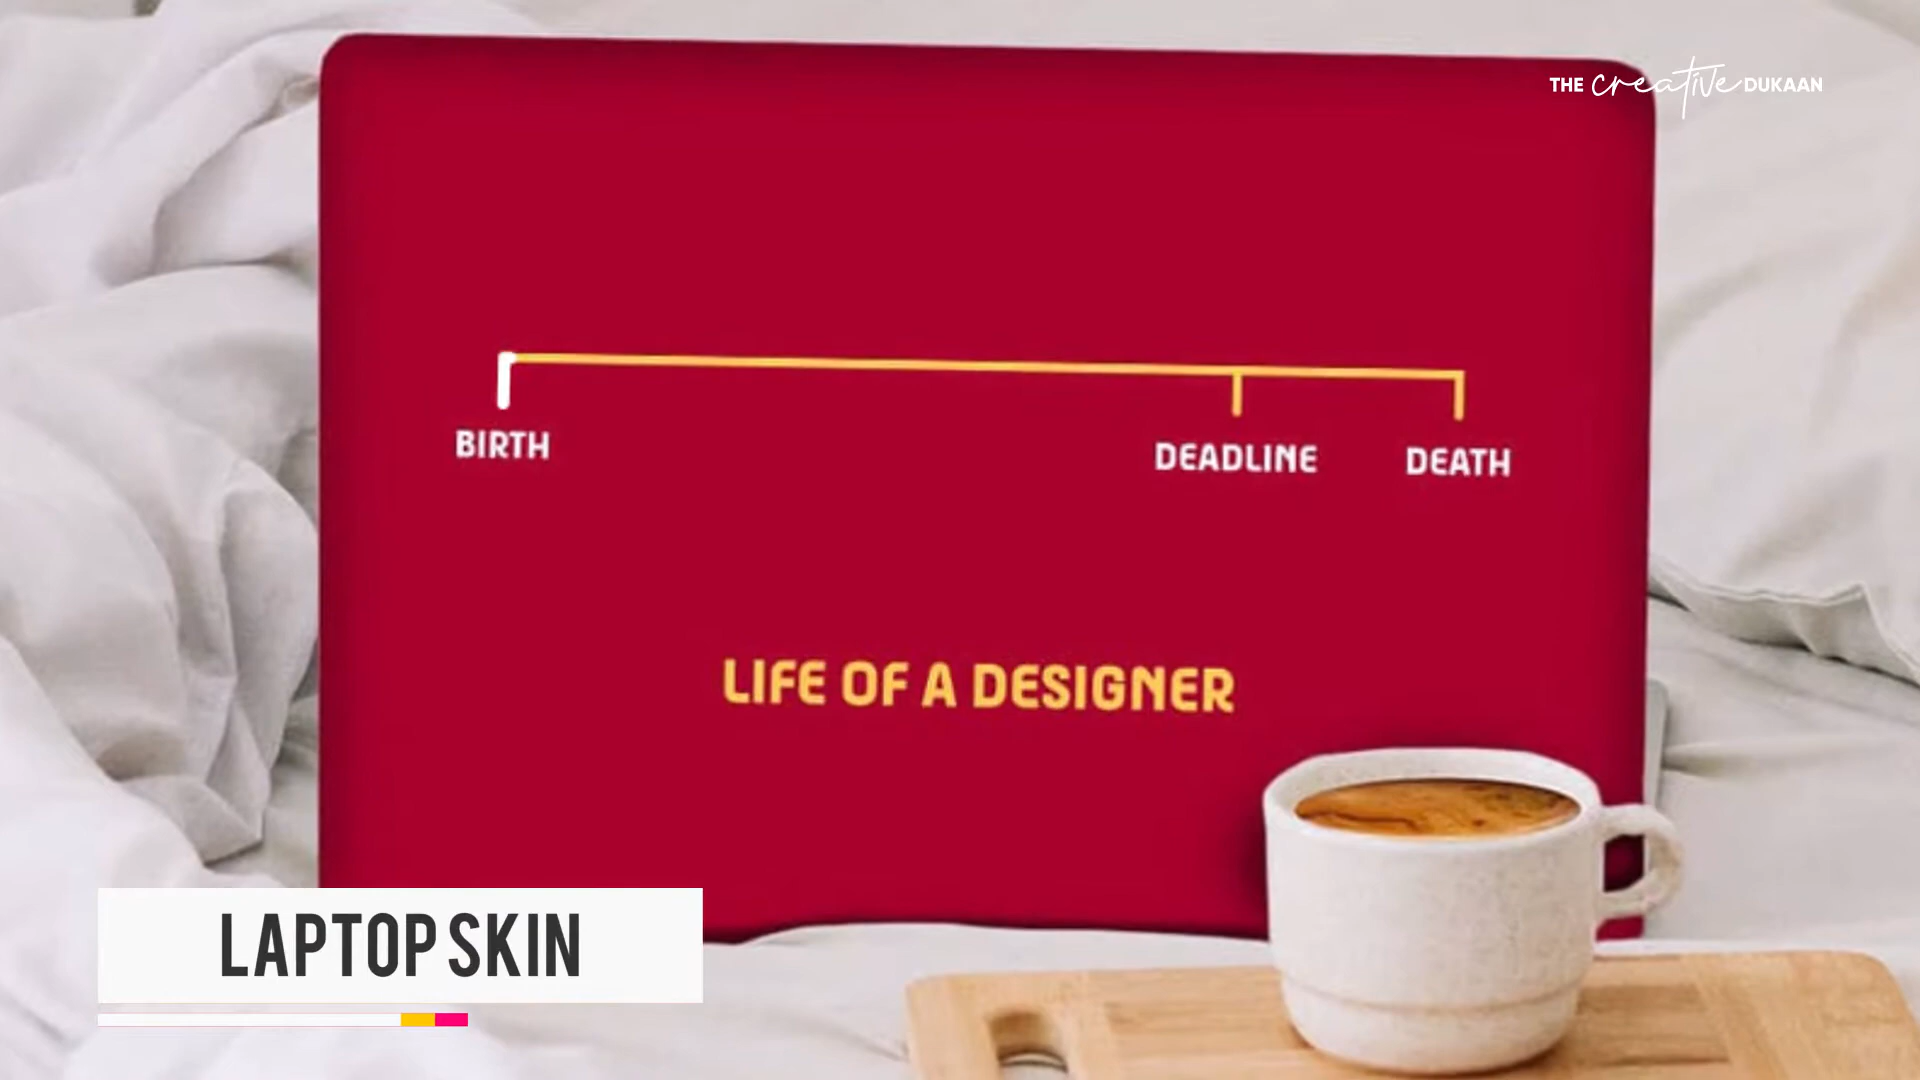 THE creative DUKAAN
BIRTH
DEADLINE
DEATH
LIFE OF A DESIGNER
LAPTOP SKIN